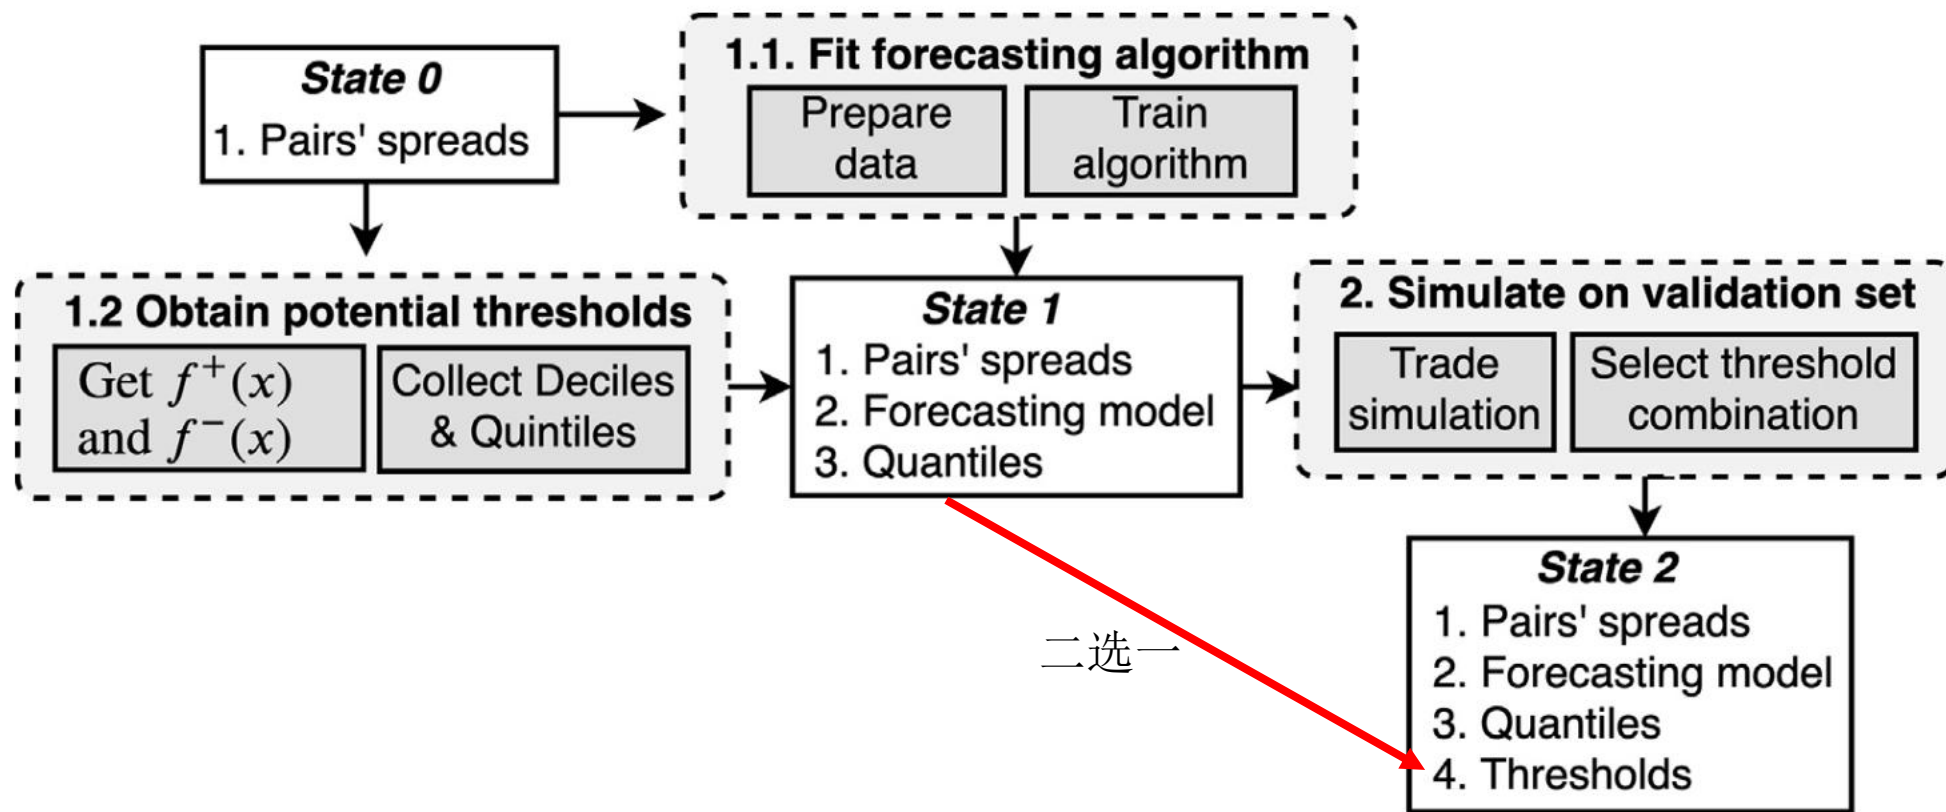 State 0
1. Pairs' spreads
1.1. Fit forecasting algorithm
Prepare
data
Train
algorithm
1.2 Obtain potential thresholds
Get f⁺(x)
and f⁻(x)
Collect Deciles
& Quintiles
State 1
1. Pairs' spreads
2. Forecasting model
3. Quantiles
2. Simulate on validation set
Trade
simulation
Select threshold
combination
二选一
State 2
1. Pairs' spreads
2. Forecasting model
3. Quantiles
4. Thresholds